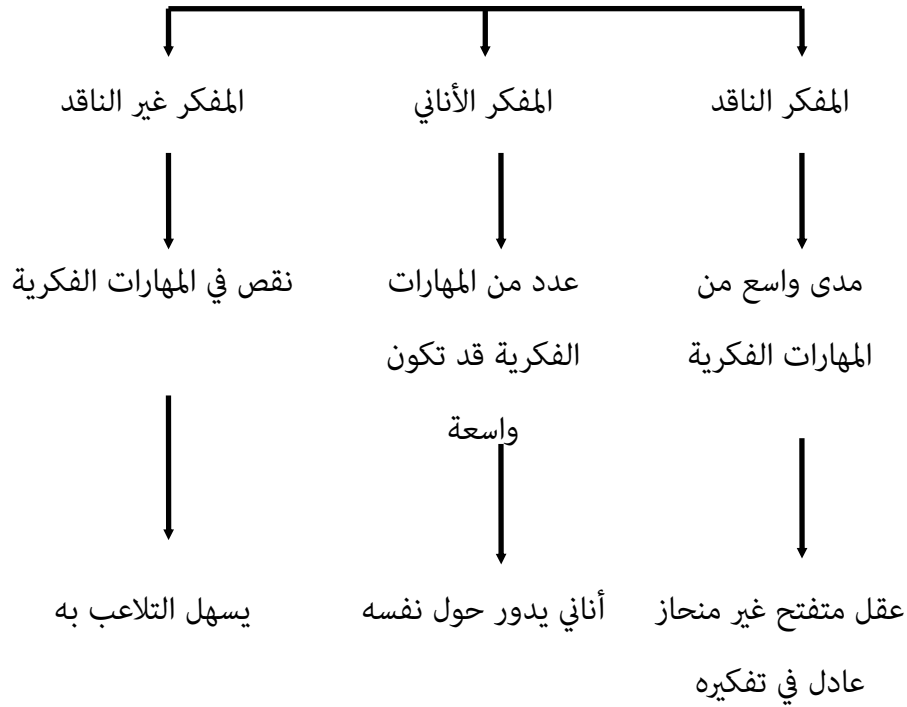 المفكر الناقد
المفكر الأناني
المفكر غير الناقد
مدى واسع من
المهارات الفكرية
عدد من المهارات
الفكرية قد تكون
واسعة
نقص في المهارات الفكرية
عقل متفتح غير منحاز
عادل في تفكيره
أناني يدور حول نفسه
يسهل التلاعب به